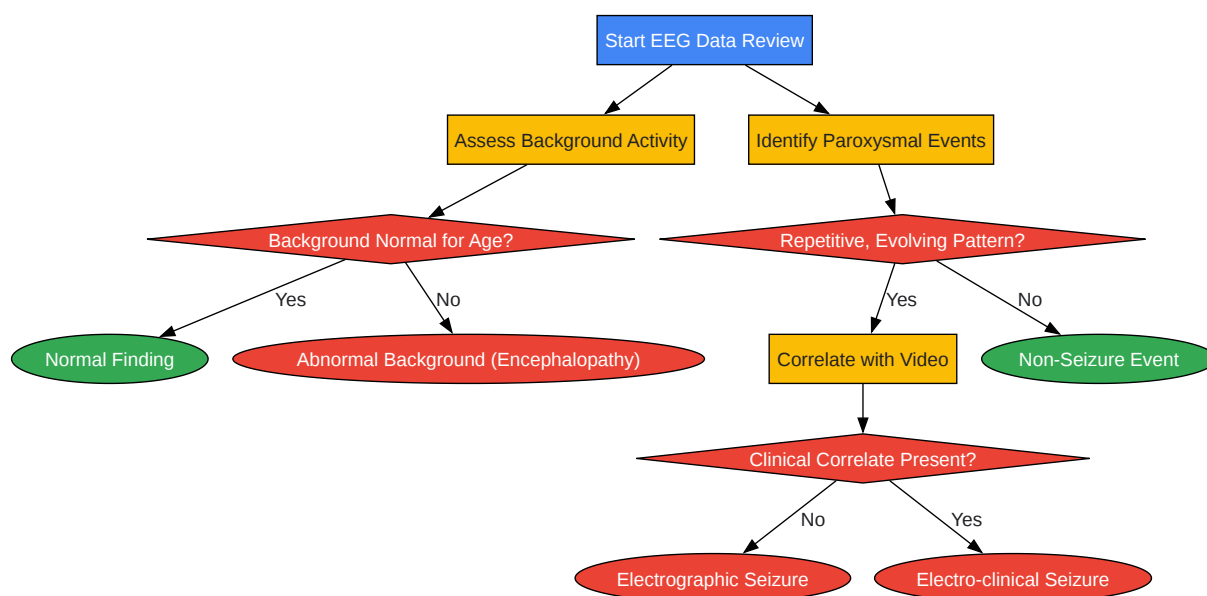 Start EEG Data Review
Assess Background Activity
Identify Paroxysmal Events
Background Normal for Age?
Repetitive, Evolving Pattern?
Yes
No
Yes
No
Normal Finding
Abnormal Background (Encephalopathy)
Correlate with Video
Non-Seizure Event
Clinical Correlate Present?
No
Yes
Electrographic Seizure
Electro-clinical Seizure